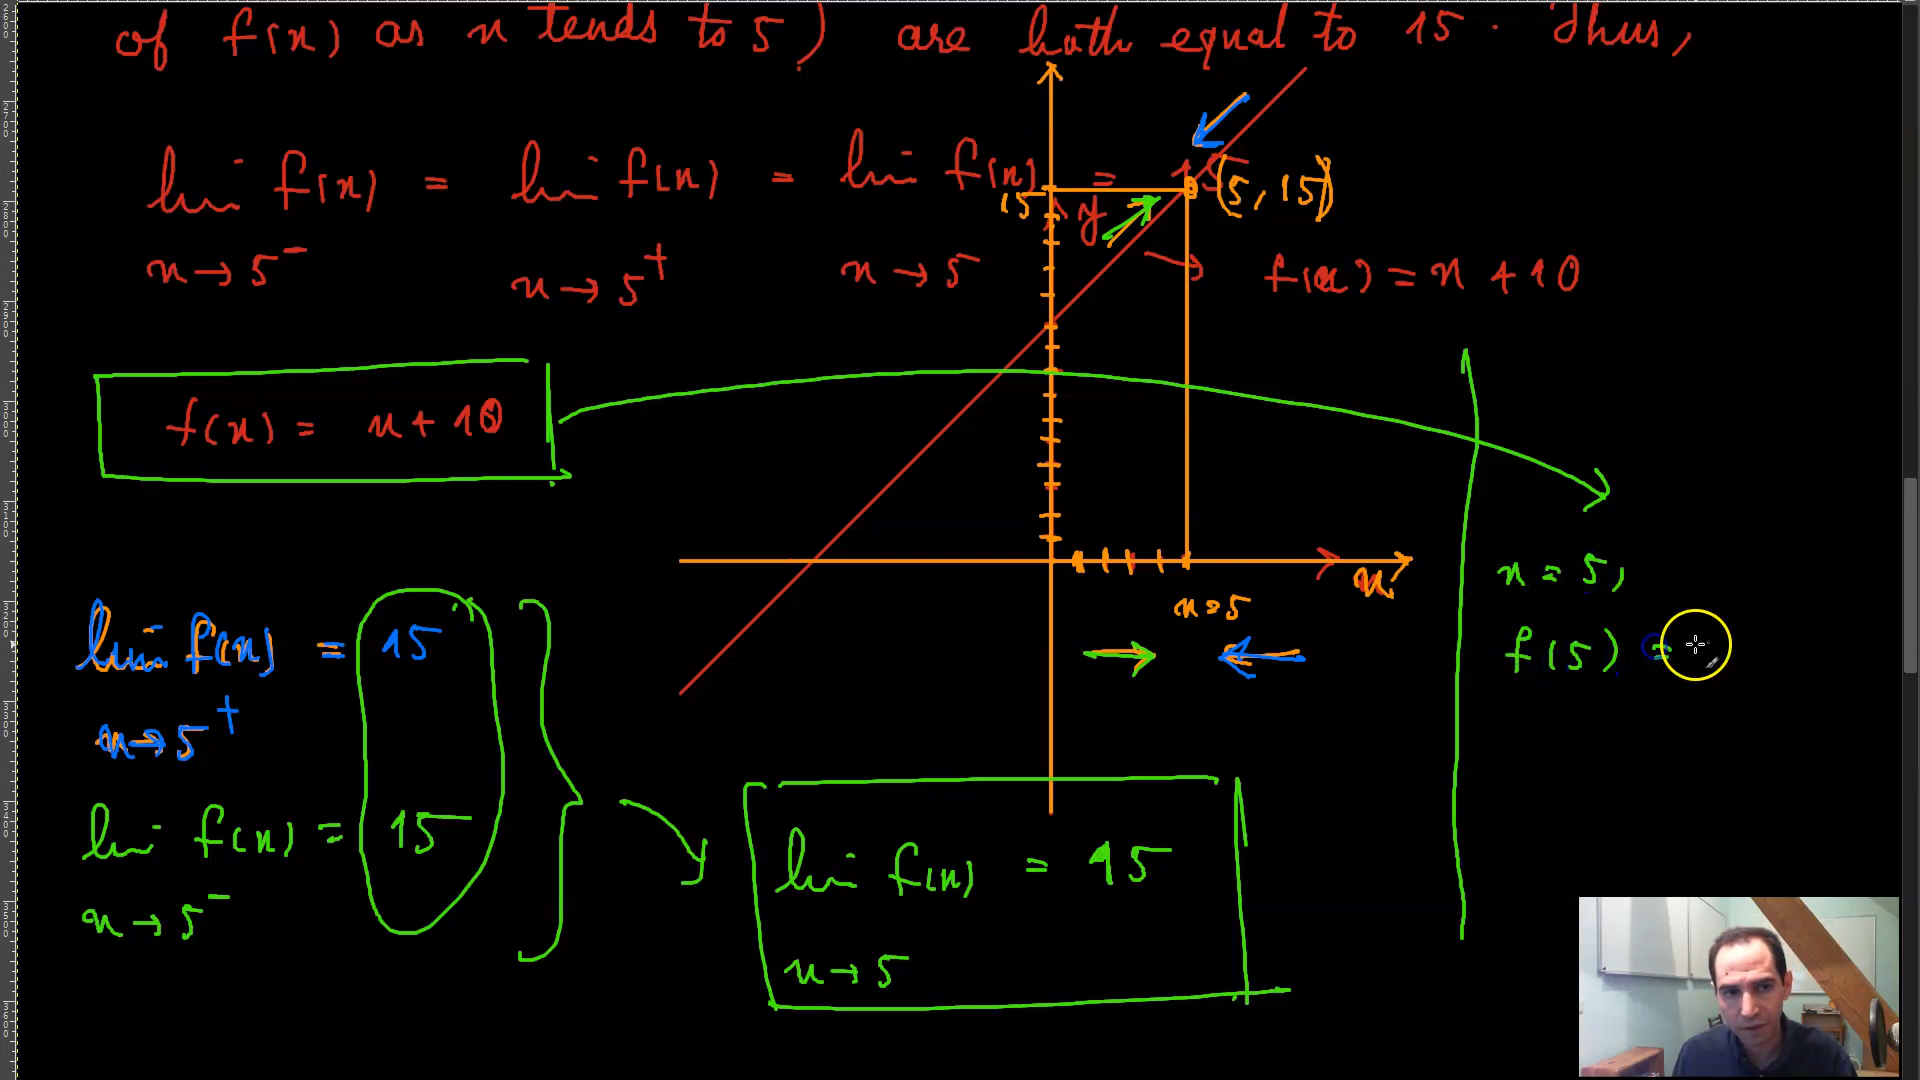 of f(x) as x tends to 5) are both equal to 15. Thus,
lim f(x) = lim f(x) = lim f(x) = 15
x→5⁻ x→5⁺ x→5
15 y (5, 15)
f(x) = x + 10
f(x) = x + 10
x = 5,
x
x=5
f(5) =
lim f(x) = 15
x→5⁺
lim f(x) = 15
x→5⁻
lim f(x) = 15
x→5